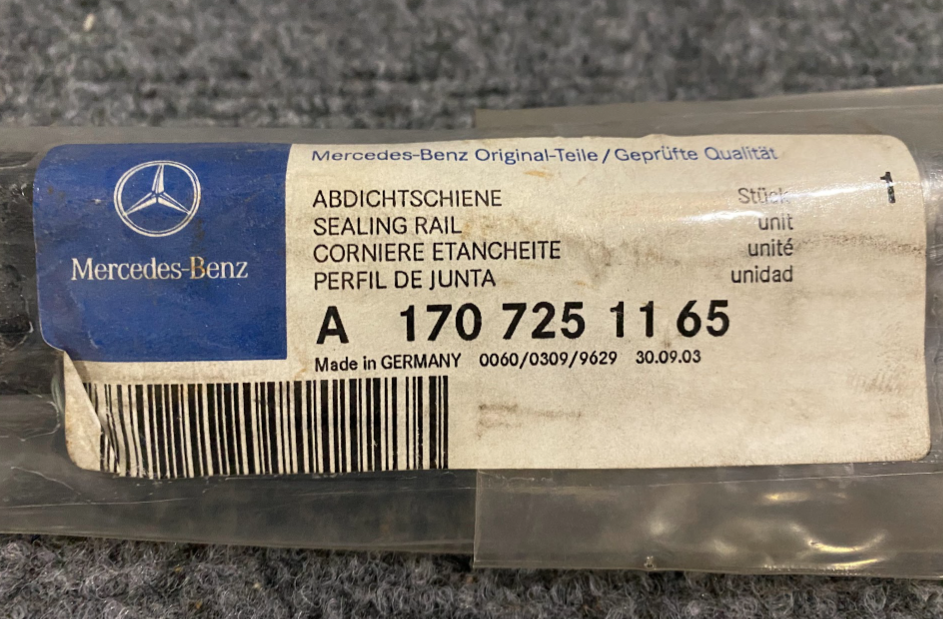 Mercedes-Benz
Mercedes-Benz Original-Teile/Geprüfte Qualität
ABDICHTSCHIENE Stück 1
SEALING RAIL unit
CORNIERE ETANCHEITE unité
PERFIL DE JUNTA unidad
A 170 725 11 65
Made in GERMANY 0060/0309/9629 30.09.03